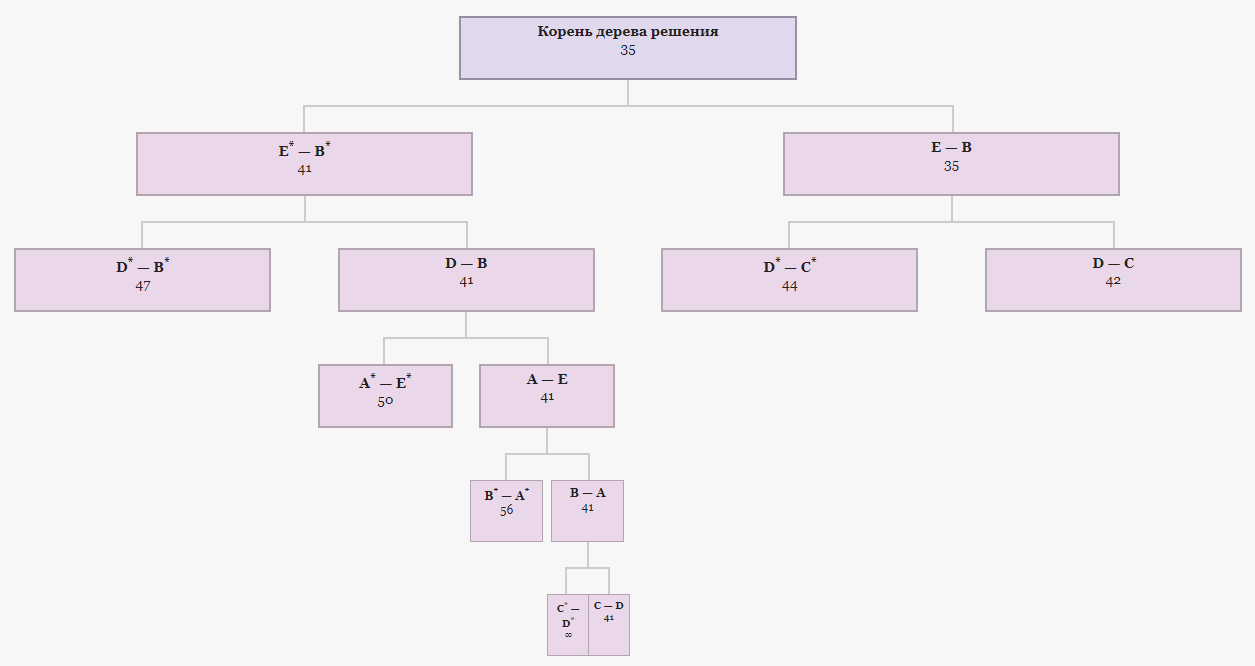 Корень дерева решения
35
E* — B*
41
E — B
35
D* — B*
47
D — B
41
D* — C*
44
D — C
42
A* — E*
50
A — E
41
B* — A*
56
B — A
41
C* —
D*
∞
C — D
41